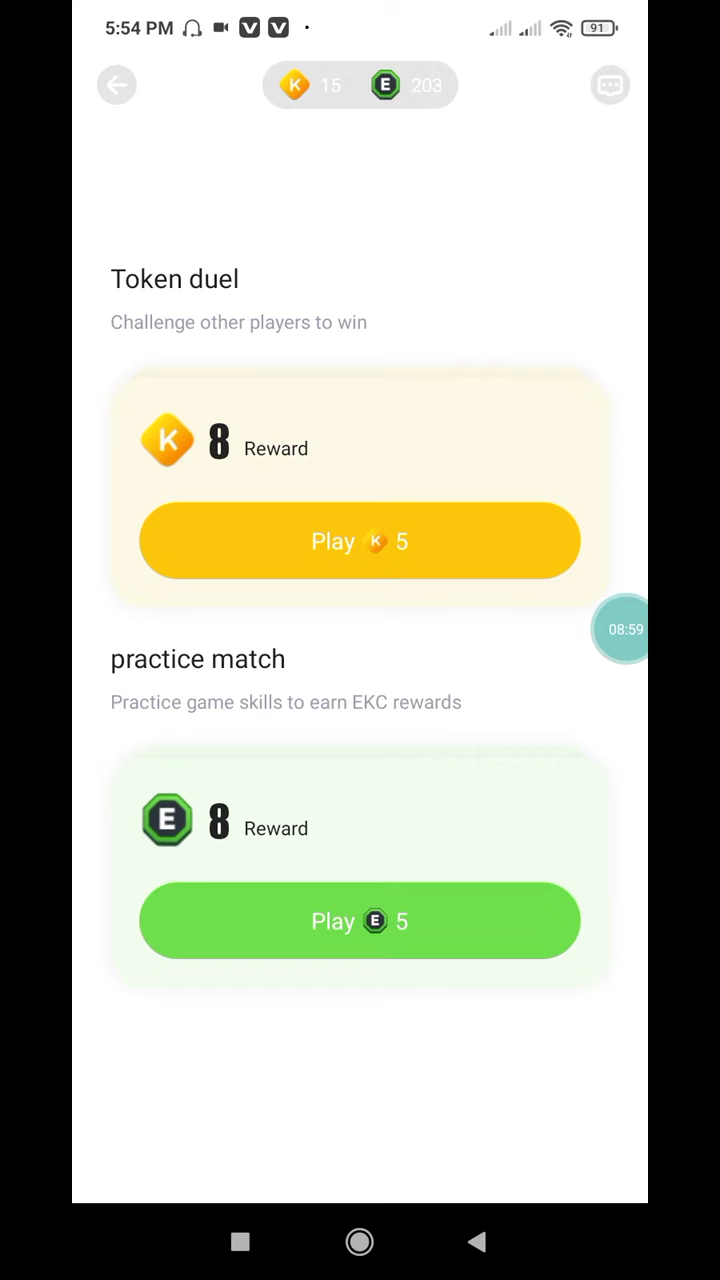 5:54 PM V V 91
K 15 E 203
Token duel
Challenge other players to win
K 8 Reward
Play K 5
08:59
practice match
Practice game skills to earn EKC rewards
E 8 Reward
Play E 5